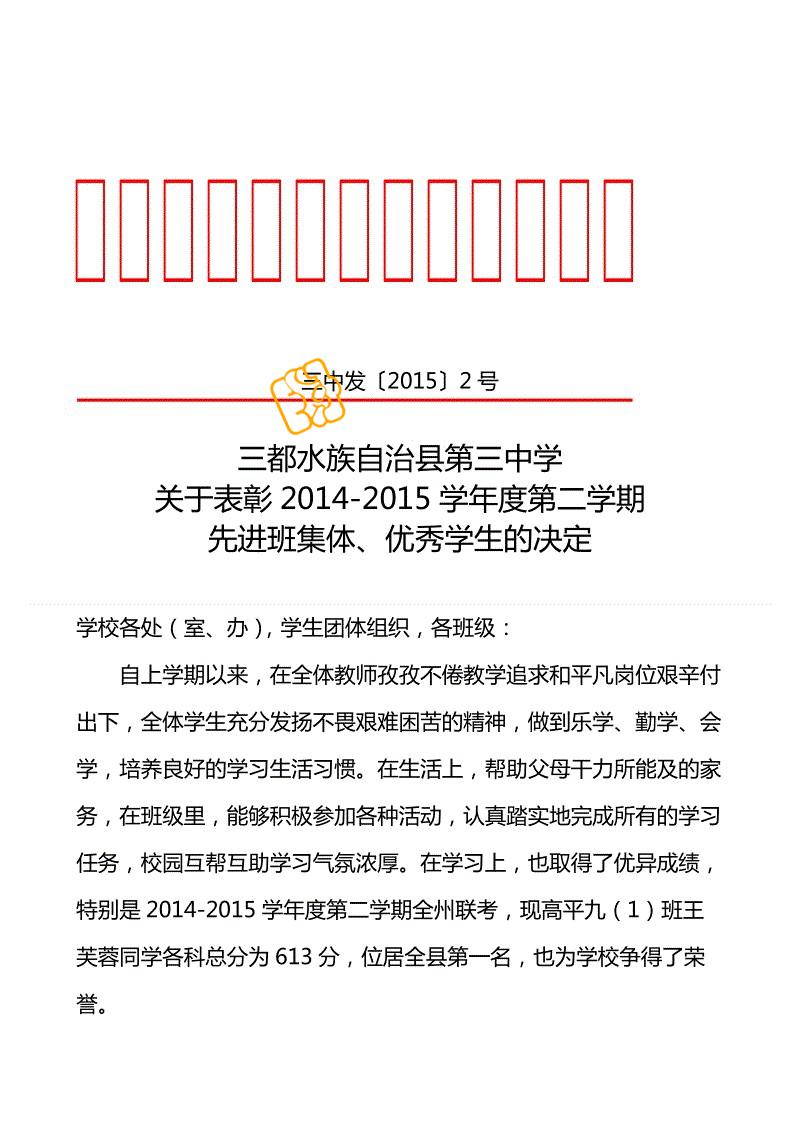 三中发〔2015〕2 号
三都水族自治县第三中学
关于表彰 2014-2015 学年度第二学期
先进班集体、优秀学生的决定
学校各处（室、办），学生团体组织，各班级：
自上学期以来，在全体教师孜孜不倦教学追求和平凡岗位艰辛付
出下，全体学生充分发扬不畏艰难困苦的精神，做到乐学、勤学、会
学，培养良好的学习生活习惯。在生活上，帮助父母干力所能及的家
务，在班级里，能够积极参加各种活动，认真踏实地完成所有的学习
任务，校园互帮互助学习气氛浓厚。在学习上，也取得了优异成绩，
特别是 2014-2015 学年度第二学期全州联考，现高平九（1）班王
芙蓉同学各科总分为 613 分，位居全县第一名，也为学校争得了荣
誉。